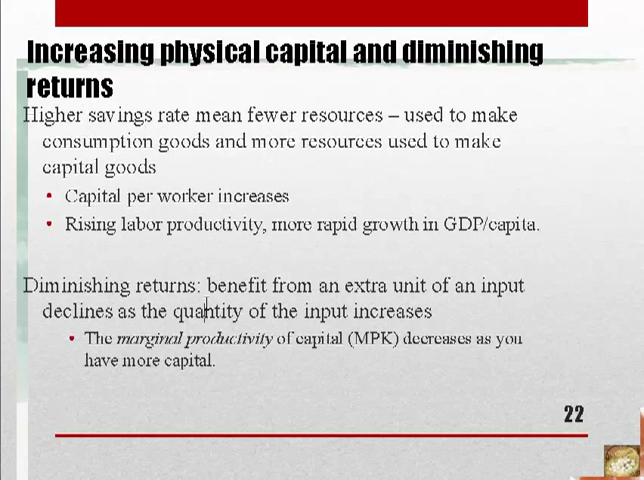 Increasing physical capital and diminishing
returns
Higher savings rate mean fewer resources – used to make
consumption goods and more resources used to make
capital goods
• Capital per worker increases
• Rising labor productivity, more rapid growth in GDP/capita.
Diminishing returns: benefit from an extra unit of an input
declines as the quantity of the input increases
• The marginal productivity of capital (MPK) decreases as you
have more capital.
22